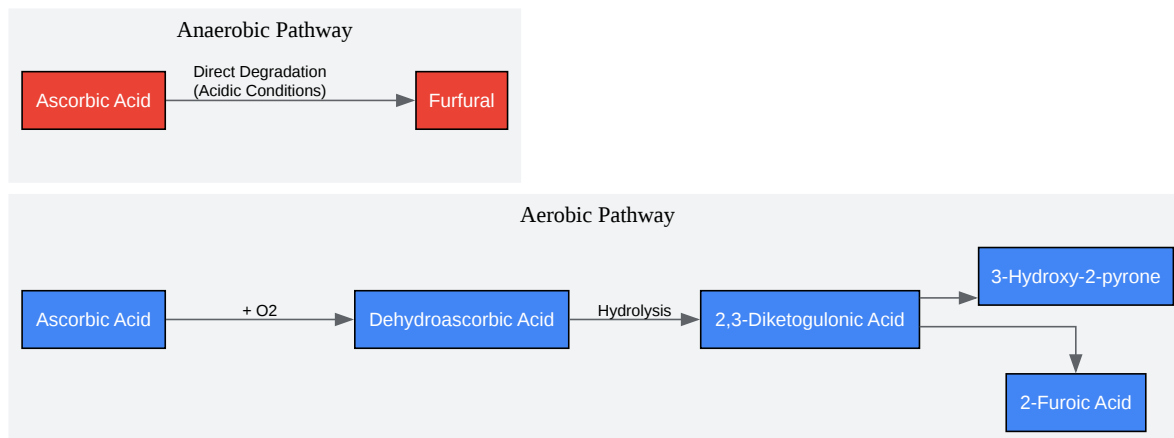 Anaerobic Pathway
Direct Degradation
(Acidic Conditions)
Ascorbic Acid
Furfural
Aerobic Pathway
3-Hydroxy-2-pyrone
Ascorbic Acid
+ O2
Dehydroascorbic Acid
Hydrolysis
2,3-Diketogulonic Acid
2-Furoic Acid